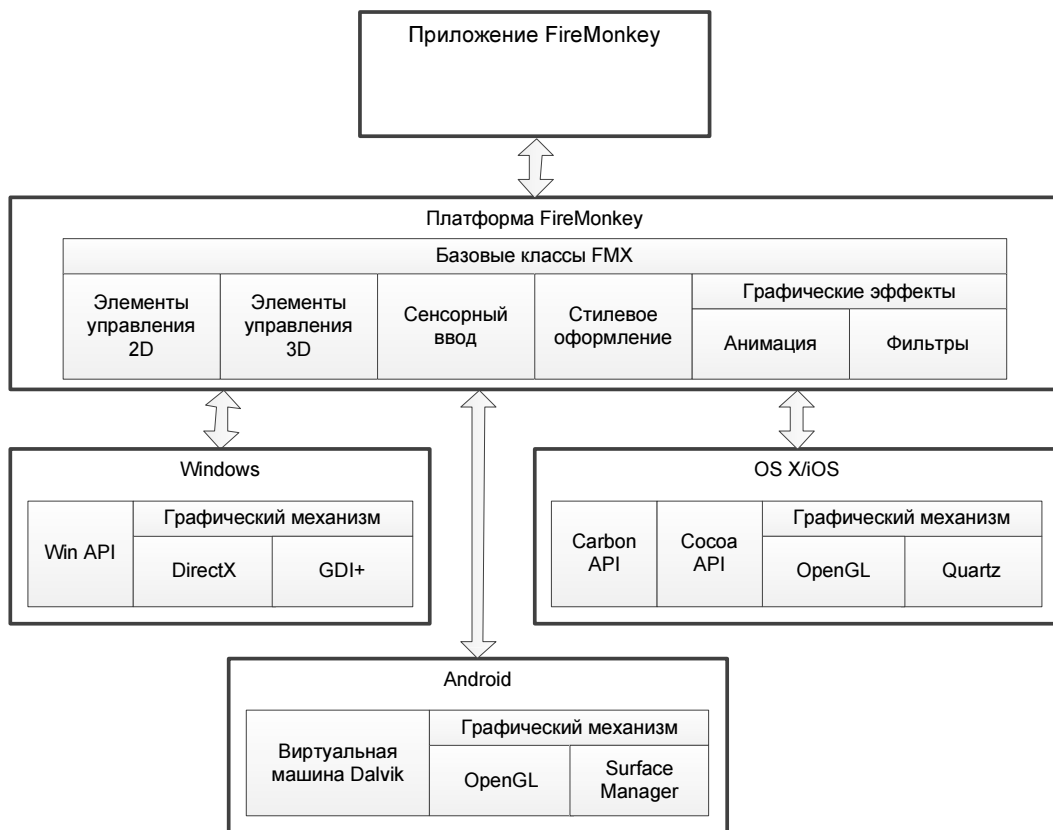 Приложение FireMonkey
Платформа FireMonkey
Базовые классы FMX
Элементы
управления
2D
Элементы
управления
3D
Сенсорный
ввод
Стилевое
оформление
Графические эффекты
Анимация
Фильтры
Windows
Win API
Графический механизм
DirectX
GDI+
OS X/iOS
Carbon
API
Cocoa
API
Графический механизм
OpenGL
Quartz
Android
Виртуальная
машина Dalvik
Графический механизм
OpenGL
Surface
Manager